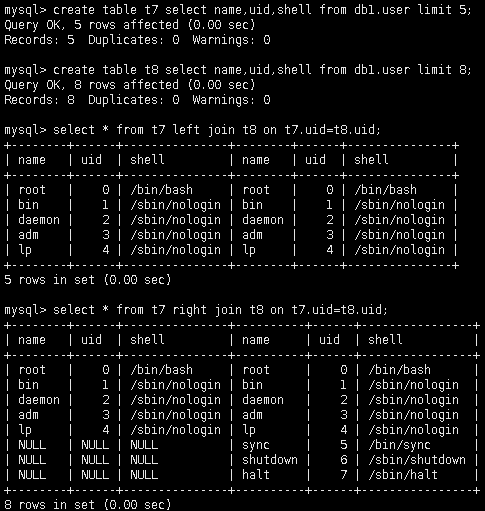 mysql> create table t7 select name,uid,shell from db1.user limit 5;
Query OK, 5 rows affected (0.00 sec)
Records: 5  Duplicates: 0  Warnings: 0
mysql> create table t8 select name,uid,shell from db1.user limit 8;
Query OK, 8 rows affected (0.00 sec)
Records: 8  Duplicates: 0  Warnings: 0
mysql> select * from t7 left join t8 on t7.uid=t8.uid;
+--------+------+---------------+--------+------+---------------+
| name   | uid  | shell         | name   | uid  | shell         |
+--------+------+---------------+--------+------+---------------+
| root   |    0 | /bin/bash     | root   |    0 | /bin/bash     |
| bin    |    1 | /sbin/nologin | bin    |    1 | /sbin/nologin |
| daemon |    2 | /sbin/nologin | daemon |    2 | /sbin/nologin |
| adm    |    3 | /sbin/nologin | adm    |    3 | /sbin/nologin |
| lp     |    4 | /sbin/nologin | lp     |    4 | /sbin/nologin |
+--------+------+---------------+--------+------+---------------+
5 rows in set (0.00 sec)
mysql> select * from t7 right join t8 on t7.uid=t8.uid;
+--------+------+---------------+----------+------+----------------+
| name   | uid  | shell         | name     | uid  | shell          |
+--------+------+---------------+----------+------+----------------+
| root   |    0 | /bin/bash     | root     |    0 | /bin/bash      |
| bin    |    1 | /sbin/nologin | bin      |    1 | /sbin/nologin  |
| daemon |    2 | /sbin/nologin | daemon   |    2 | /sbin/nologin  |
| adm    |    3 | /sbin/nologin | adm      |    3 | /sbin/nologin  |
| lp     |    4 | /sbin/nologin | lp       |    4 | /sbin/nologin  |
| NULL   | NULL | NULL          | sync     |    5 | /bin/sync      |
| NULL   | NULL | NULL          | shutdown |    6 | /sbin/shutdown |
| NULL   | NULL | NULL          | halt     |    7 | /sbin/halt     |
+--------+------+---------------+----------+------+----------------+
8 rows in set (0.00 sec)